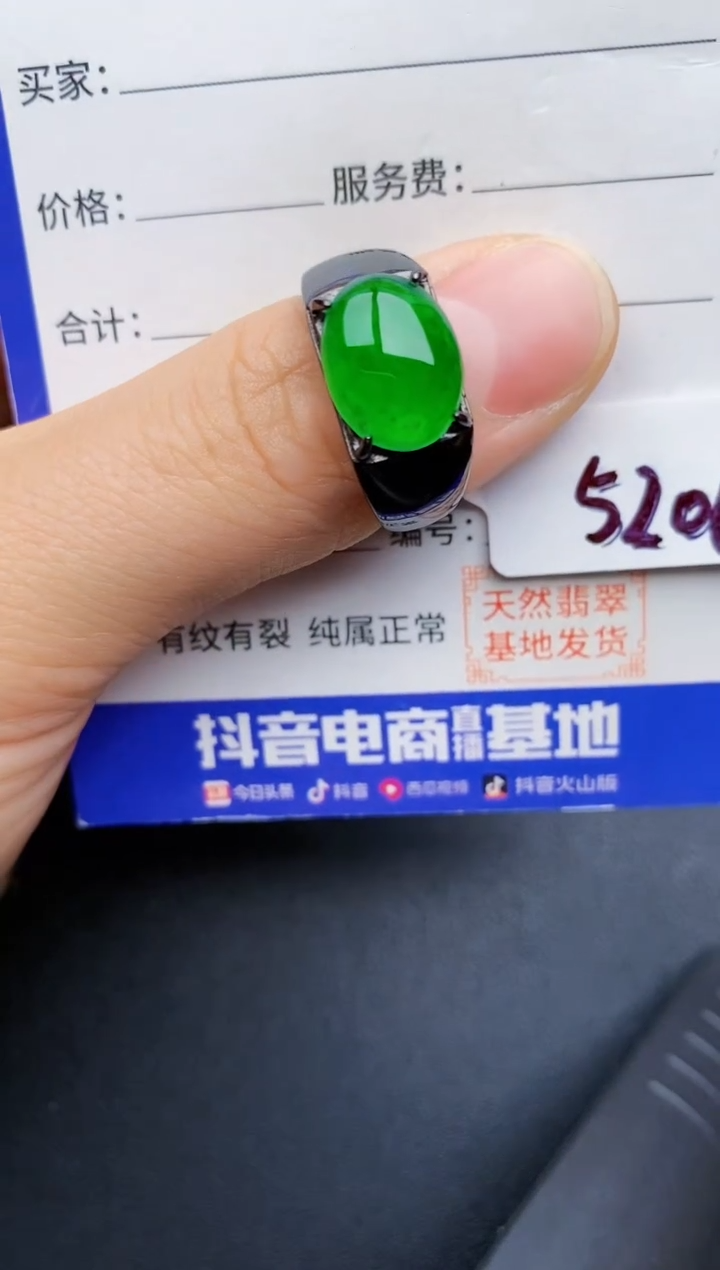 买家：
价格： 服务费：
合计：
编号：
520
有纹有裂 纯属正常
天然翡翠
基地发货
抖音电商直播基地
今日头条 抖音 西瓜视频 抖音火山版